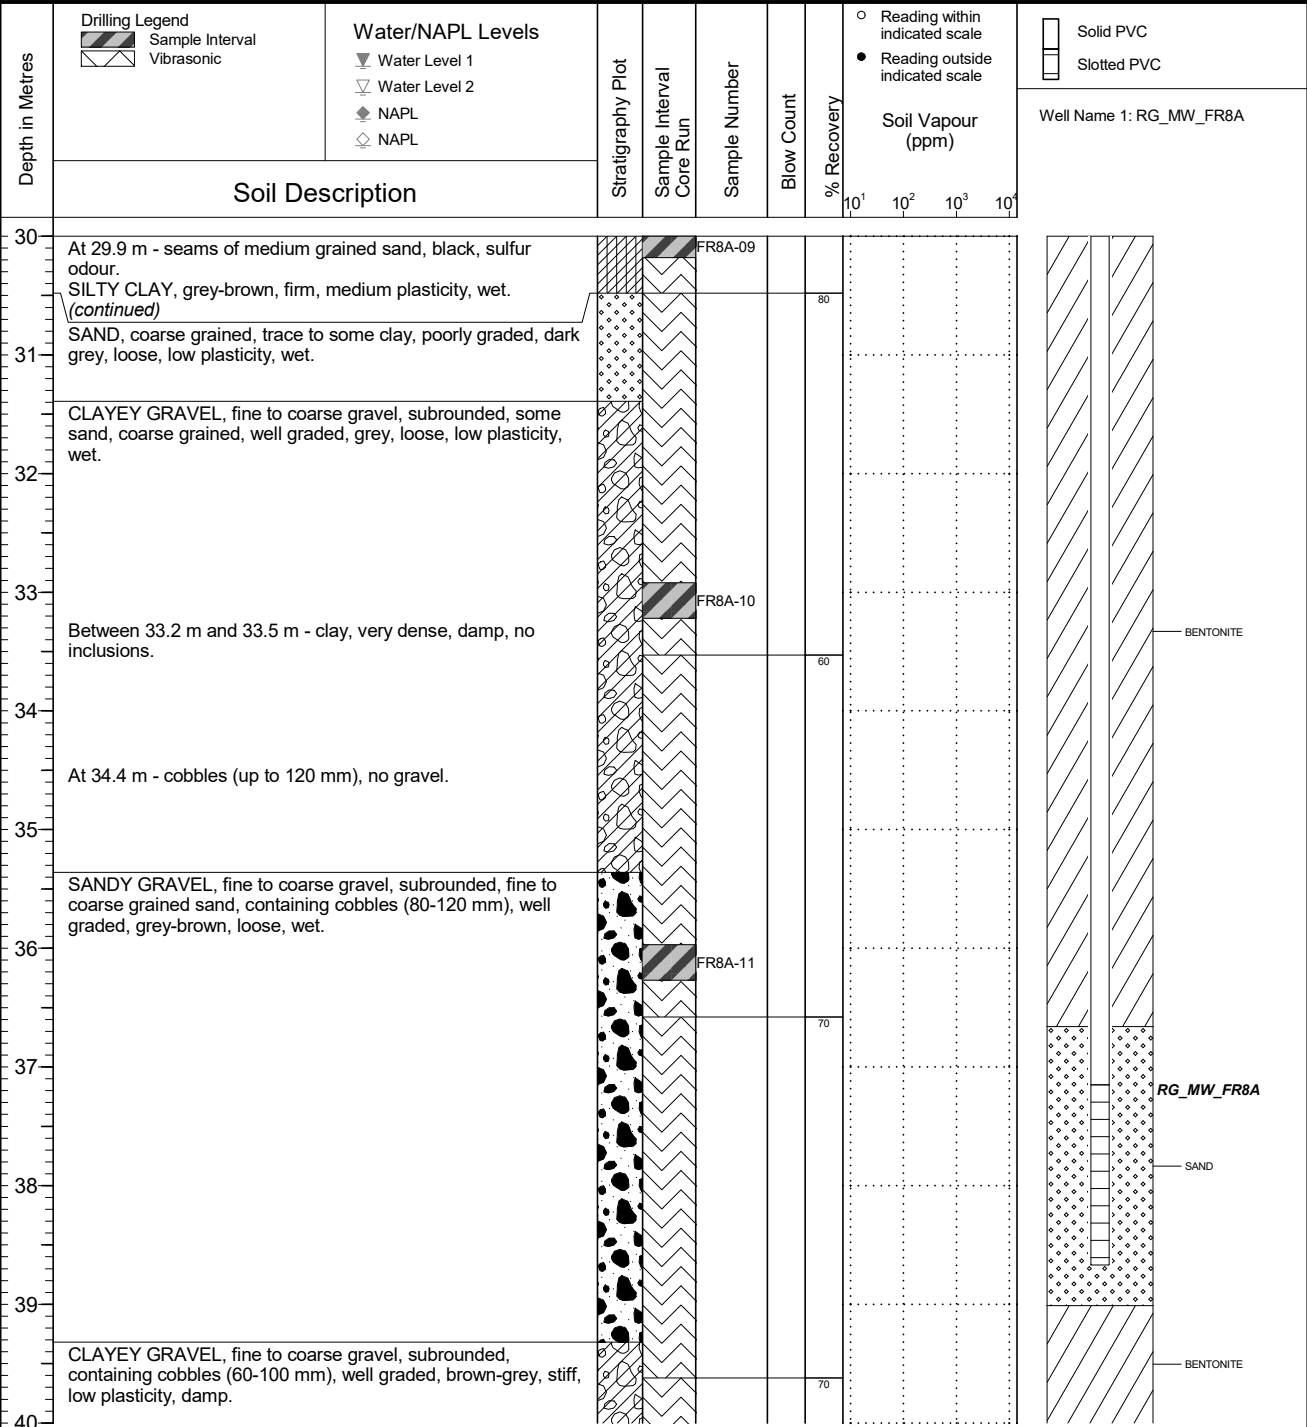 Depth in Metres
Drilling Legend
Sample Interval
Vibrasonic
Water/NAPL Levels
Water Level 1
Water Level 2
NAPL
NAPL
Soil Description
Stratigraphy Plot
Sample Interval
Core Run
Sample Number
Blow Count
% Recovery
Reading within
indicated scale
Reading outside
indicated scale
Soil Vapour
(ppm)
10¹ 10² 10³ 10⁴
Solid PVC
Slotted PVC
Well Name 1: RG_MW_FR8A
30
At 29.9 m - seams of medium grained sand, black, sulfur
odour.
FR8A-09
SILTY CLAY, grey-brown, firm, medium plasticity, wet.
(continued)
80
SAND, coarse grained, trace to some clay, poorly graded, dark
grey, loose, low plasticity, wet.
31
CLAYEY GRAVEL, fine to coarse gravel, subrounded, some
sand, coarse grained, well graded, grey, loose, low plasticity,
wet.
32
33
FR8A-10
Between 33.2 m and 33.5 m - clay, very dense, damp, no
inclusions.
BENTONITE
60
34
At 34.4 m - cobbles (up to 120 mm), no gravel.
35
SANDY GRAVEL, fine to coarse gravel, subrounded, fine to
coarse grained sand, containing cobbles (80-120 mm), well
graded, grey-brown, loose, wet.
36
FR8A-11
70
37
RG_MW_FR8A
38
SAND
39
CLAYEY GRAVEL, fine to coarse gravel, subrounded,
containing cobbles (60-100 mm), well graded, brown-grey, stiff,
low plasticity, damp.
BENTONITE
70
40